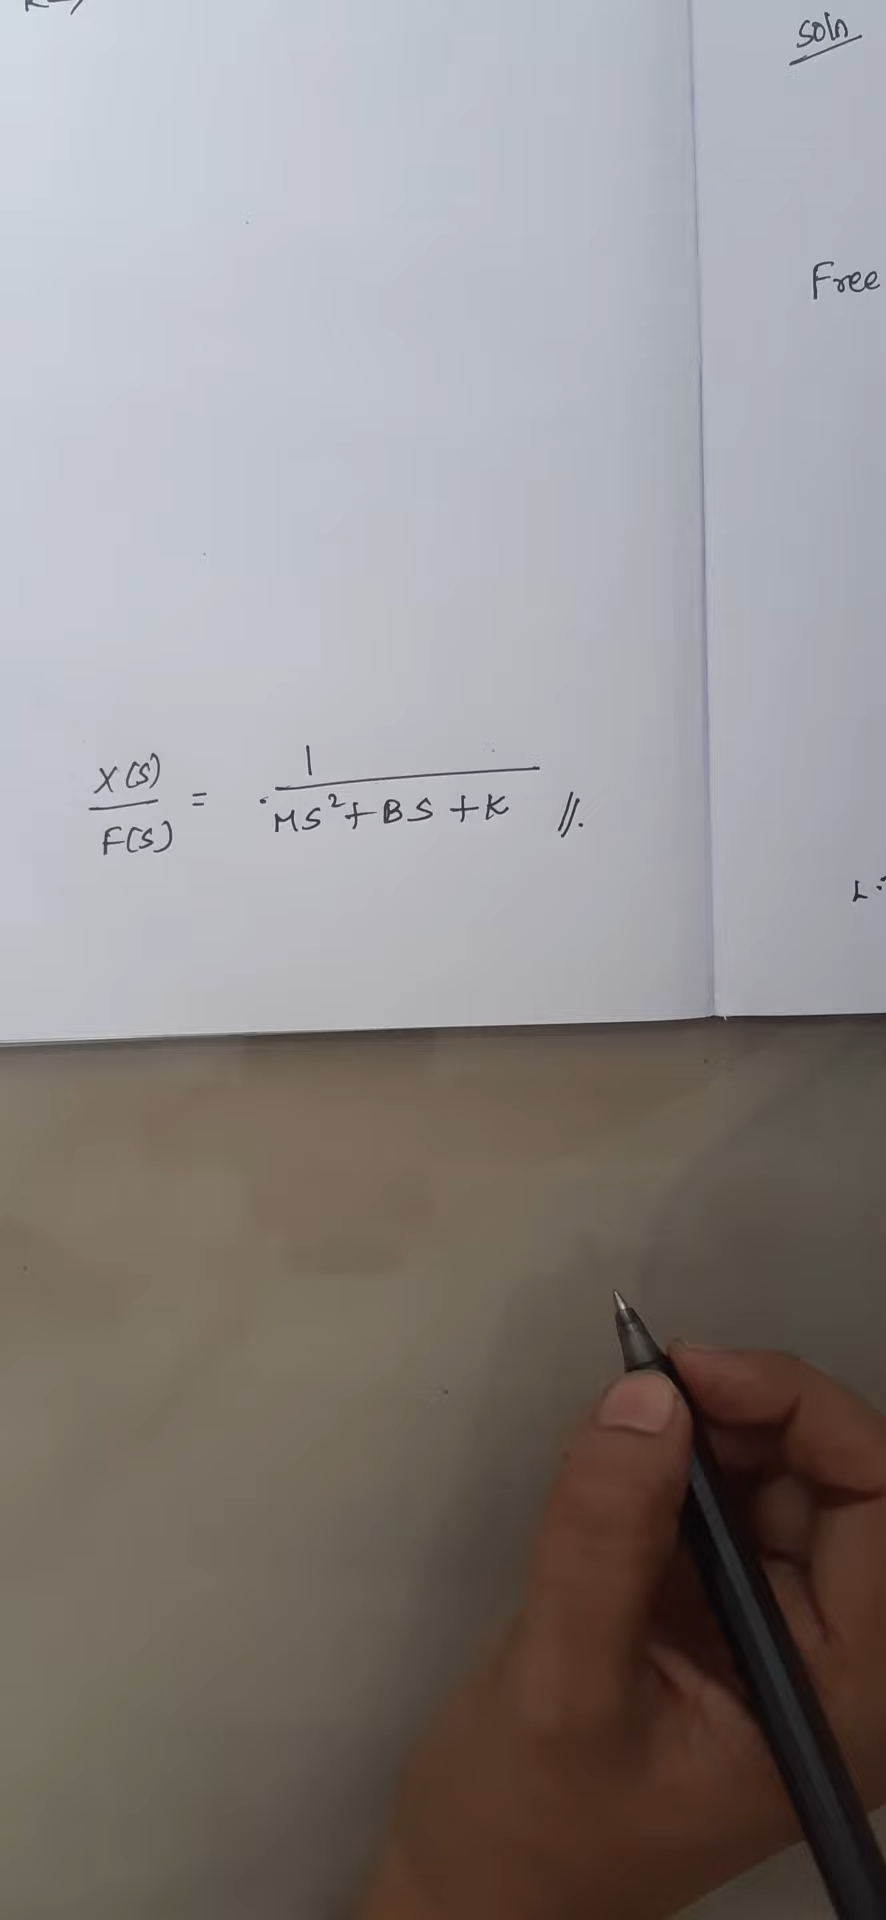 soln
Free
X(S)/F(S) = 1/(MS²+BS+K) //.
L: